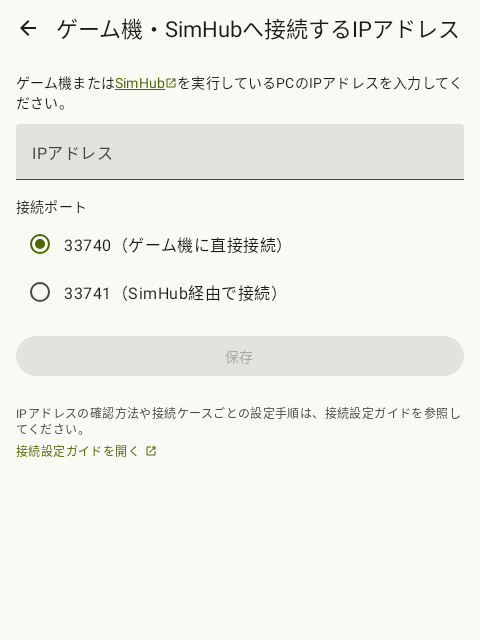 ゲーム機・SimHubへ接続するIPアドレス
ゲーム機またはSimHubを実行しているPCのIPアドレスを入力してく
ださい。
IPアドレス
接続ポート
33740（ゲーム機に直接接続）
33741（SimHub経由で接続）
保存
IPアドレスの確認方法や接続ケースごとの設定手順は、接続設定ガイドを参照し
てください。
接続設定ガイドを開く